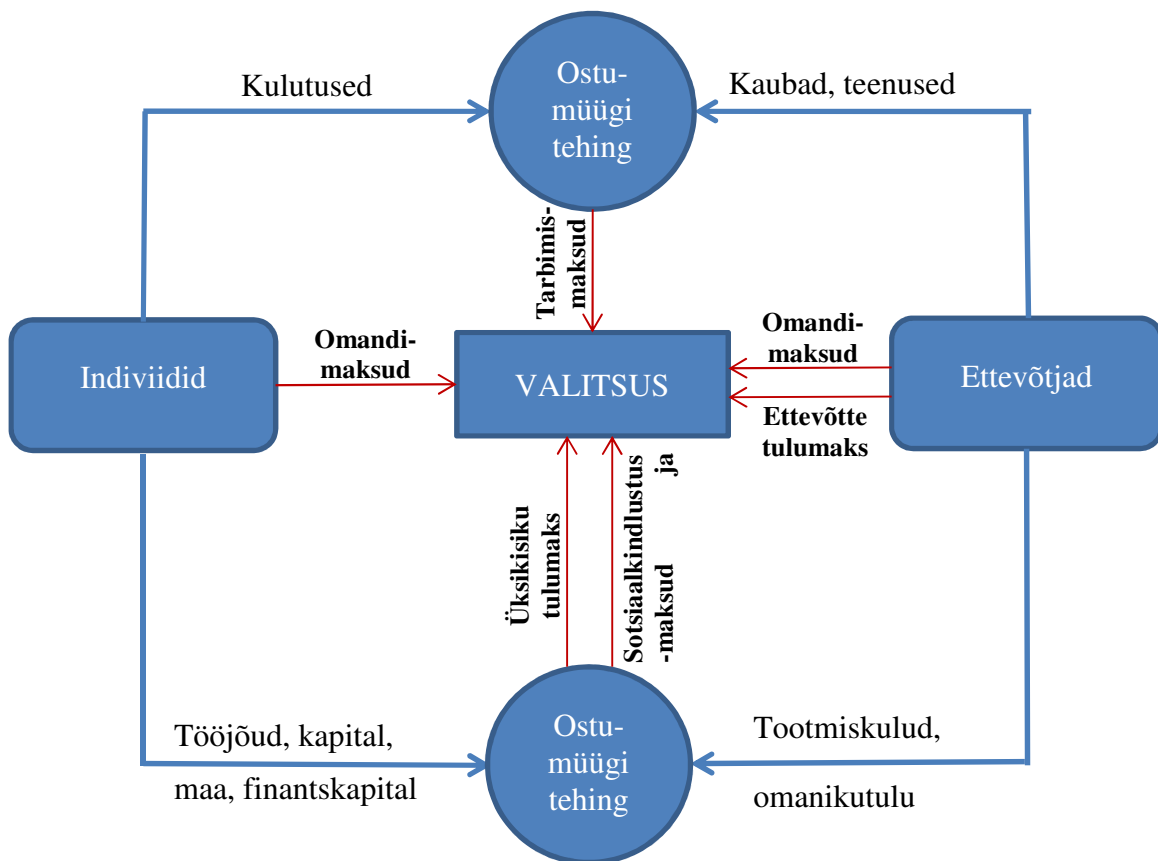 Kulutused
Ostu-
müügi
tehing
Kaubad, teenused
Tarbimis-
maksud
Indiviidid
Omandi-
maksud
VALITSUS
Omandi-
maksud
Ettevõtte
tulumaks
Ettevõtjad
Üksikisiku
tulumaks
Sotsiaalkindlustus
-maksud ja
Tööjõud, kapital,
maa, finantskapital
Ostu-
müügi
tehing
Tootmiskulud,
omanikutulu